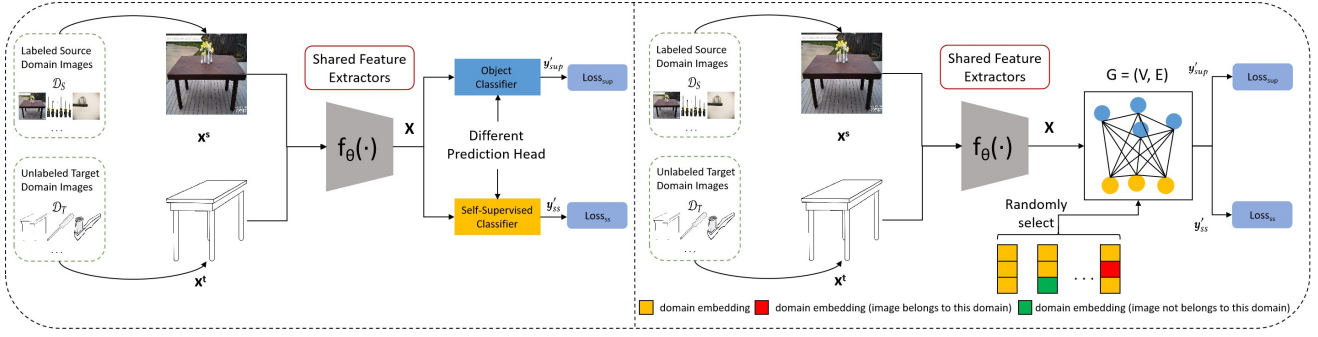 Labeled Source
Domain Images
𝒟S
...
Unlabeled Target
Domain Images
𝒟T
...
Xˢ
Xᵗ
Shared Feature
Extractors
fθ(·)
X
Object
Classifier
Different
Prediction Head
Self-Supervised
Classifier
y′sup
Losssup
y′ss
Lossss
Labeled Source
Domain Images
𝒟S
...
Unlabeled Target
Domain Images
𝒟T
...
Xˢ
Xᵗ
Shared Feature
Extractors
fθ(·)
X
G = (V, E)
Randomly
select
...
y′sup
Losssup
y′ss
Lossss
domain embedding
domain embedding (image belongs to this domain)
domain embedding (image not belongs to this domain)